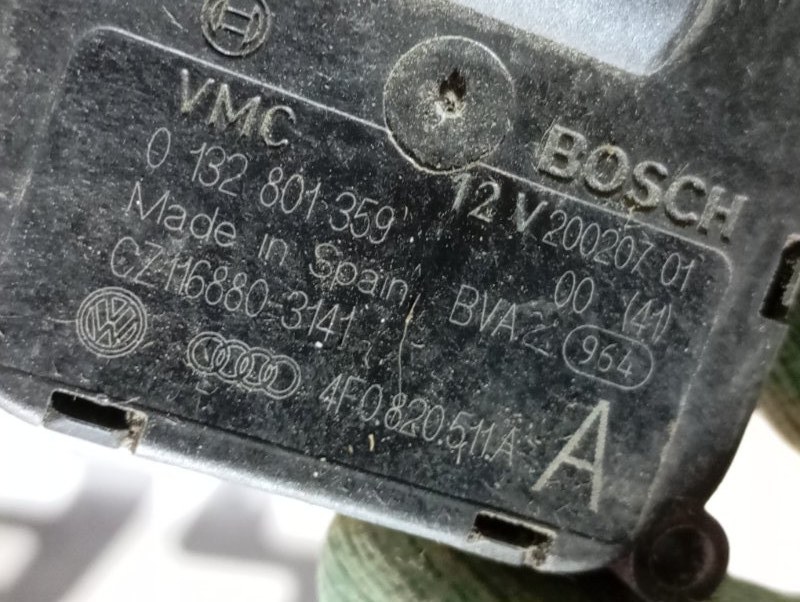 VMC BOSCH
0 132 801 359 12 V 200207 01
Made in Spain 00 (41)
CZ116880-3141 BVA2 964
4F0.820.511.A A